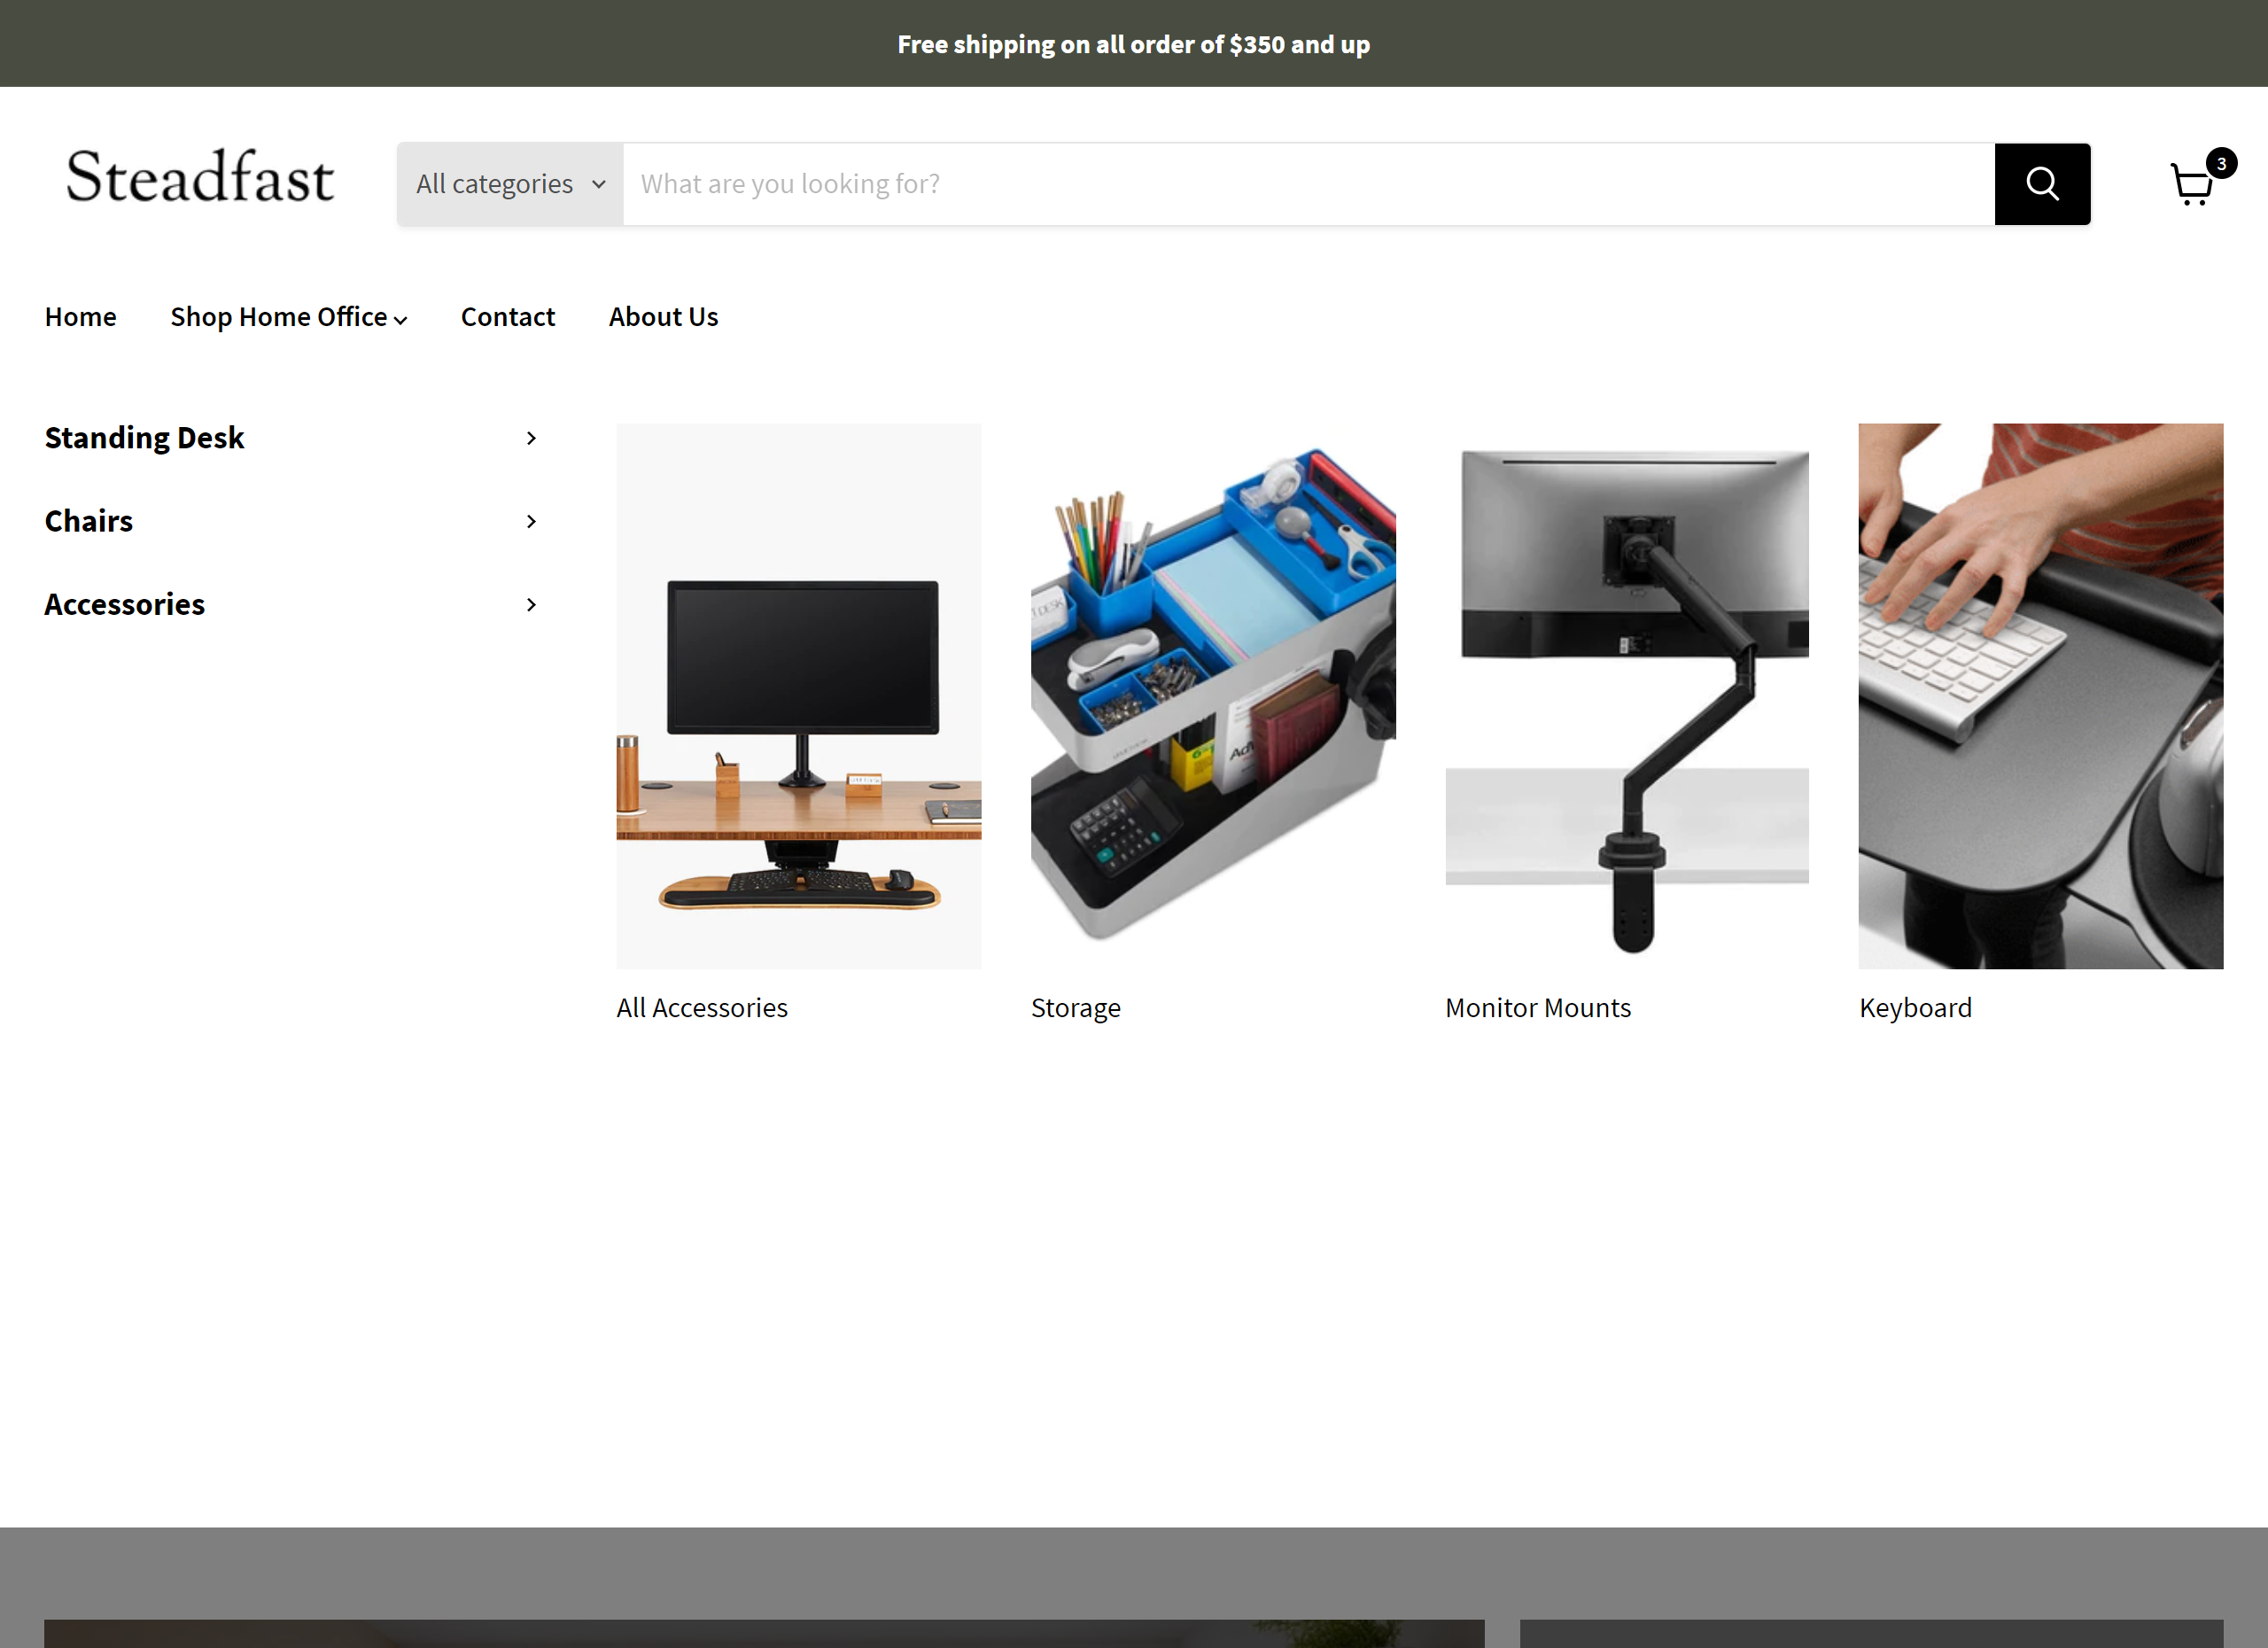 Free shipping on all order of $350 and up
Steadfast
All categories
What are you looking for?
3
Home
Shop Home Office
Contact
About Us
Standing Desk
Chairs
Accessories
All Accessories
Storage
Monitor Mounts
Keyboard